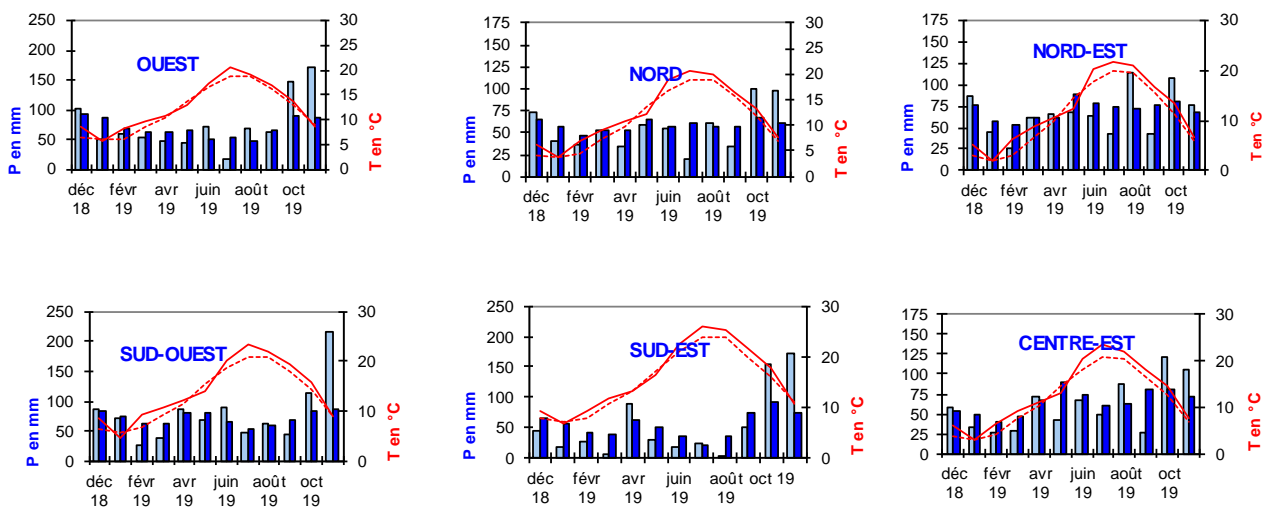 OUEST
P en mm
250
200
150
100
50
0
30
25
20
15
10
5
0
T en °C
déc févr avr juin août oct
18 19 19 19 19 19
NORD
P en mm
175
150
125
100
75
50
25
0
30
25
20
15
10
5
0
T en °C
déc févr avr juin août oct
18 19 19 19 19 19
NORD-EST
P en mm
175
150
125
100
75
50
25
0
30
20
10
0
T en °C
déc févr avr juin août oct
18 19 19 19 19 19
SUD-OUEST
P en mm
250
200
150
100
50
0
30
20
10
0
T en °C
déc févr avr juin août oct
18 19 19 19 19 19
SUD-EST
P en mm
250
200
150
100
50
0
30
20
10
0
T en °C
déc févr avr juin août oct 19
18 19 19 19 19
CENTRE-EST
P en mm
175
150
125
100
75
50
25
0
30
20
10
0
T en °C
déc févr avr juin août oct
18 19 19 19 19 19